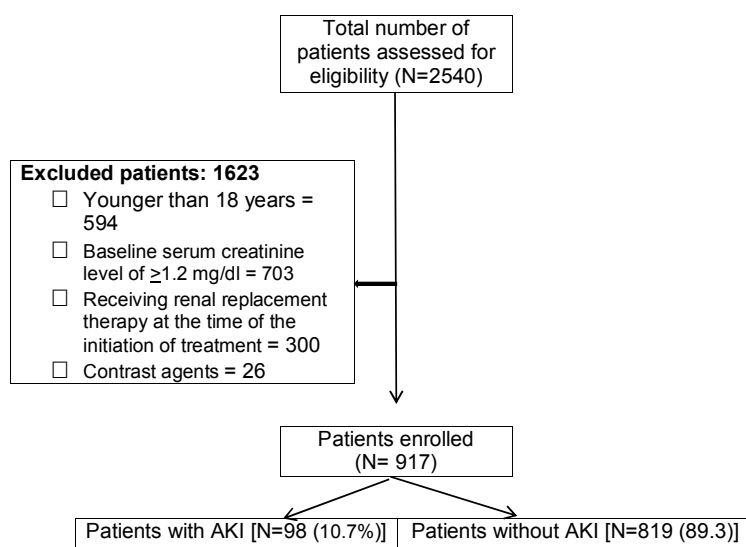 Total number of
patients assessed for
eligibility (N=2540)
Excluded patients: 1623
☐ Younger than 18 years =
594
☐ Baseline serum creatinine
level of ≥1.2 mg/dl = 703
☐ Receiving renal replacement
therapy at the time of the
initiation of treatment = 300
☐ Contrast agents = 26
Patients enrolled
(N= 917)
Patients with AKI [N=98 (10.7%)]
Patients without AKI [N=819 (89.3)]